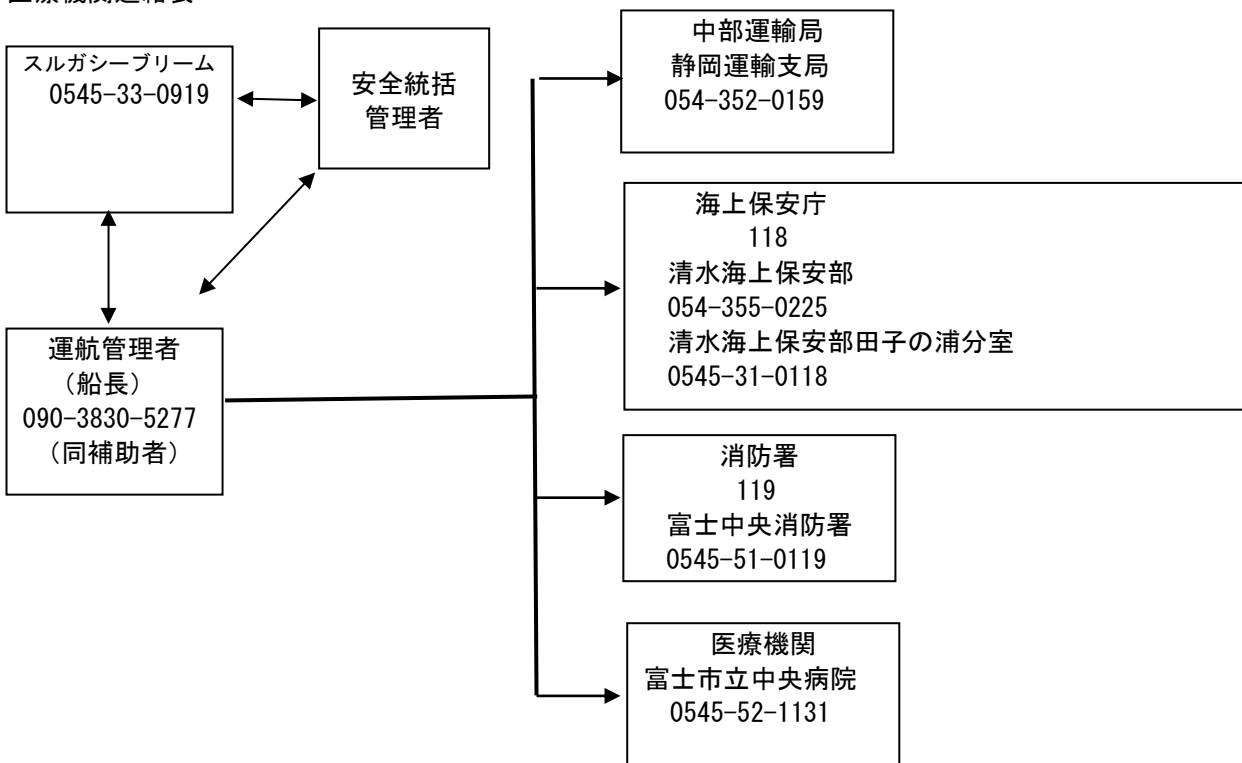 スルガシーブリーム
0545-33-0919
安全統括
管理者
運航管理者
（船長）
090-3830-5277
（同補助者）
中部運輸局
静岡運輸支局
054-352-0159
海上保安庁
118
清水海上保安部
054-355-0225
清水海上保安部田子の浦分室
0545-31-0118
消防署
119
富士中央消防署
0545-51-0119
医療機関
富士市立中央病院
0545-52-1131